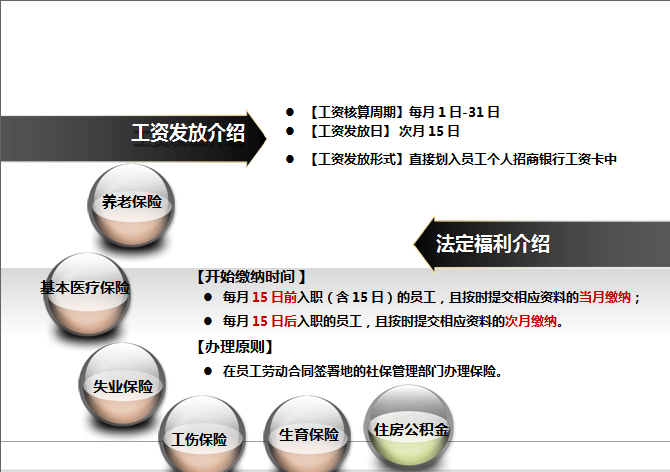 【工资核算周期】每月1日-31日
工资发放介绍
【工资发放日】 次月15日
【工资发放形式】直接划入员工个人招商银行工资卡中
养老保险
法定福利介绍
【开始缴纳时间 】
基本医疗保险
每月15日前入职（含15日）的员工，且按时提交相应资料的当月缴纳；
每月15日后入职的员工，且按时提交相应资料的次月缴纳。
【办理原则】
在员工劳动合同签署地的社保管理部门办理保险。
失业保险
工伤保险
生育保险
住房公积金